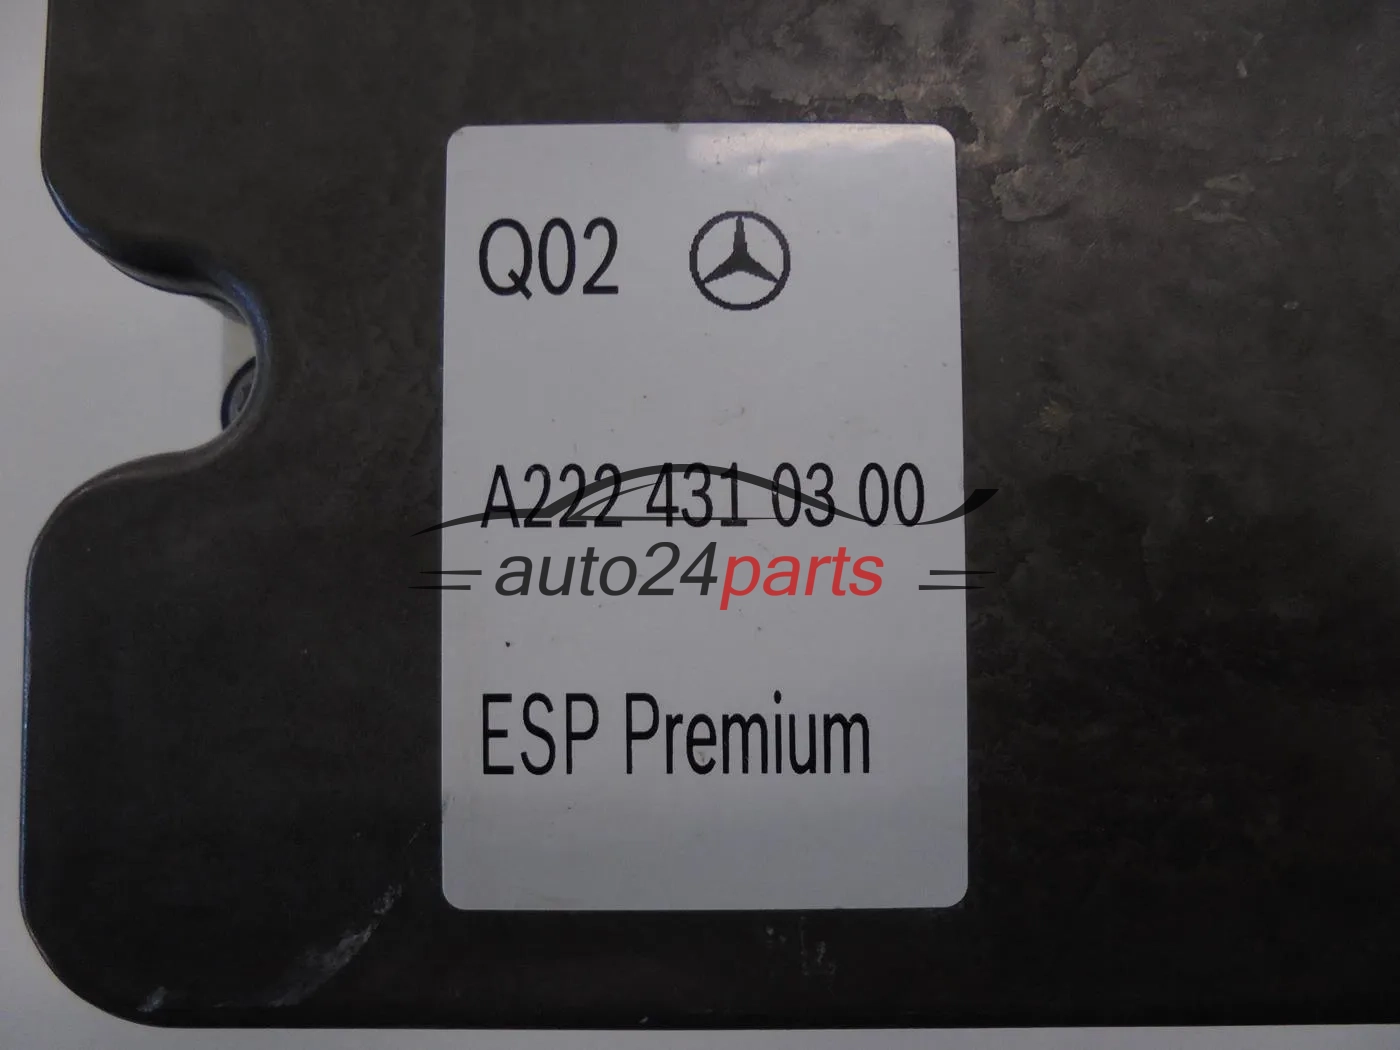 Q02
A222 431 03 00
auto24parts
ESP Premium